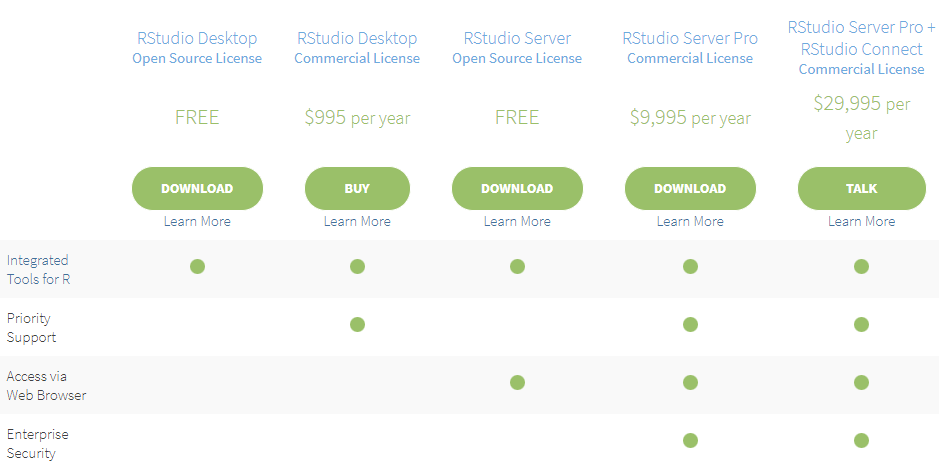 RStudio Desktop
Open Source License
FREE
DOWNLOAD
Learn More
RStudio Desktop
Commercial License
$995 per year
BUY
Learn More
RStudio Server
Open Source License
FREE
DOWNLOAD
Learn More
RStudio Server Pro
Commercial License
$9,995 per year
DOWNLOAD
Learn More
RStudio Server Pro +
RStudio Connect
Commercial License
$29,995 per
year
TALK
Learn More
Integrated
Tools for R
Priority
Support
Access via
Web Browser
Enterprise
Security